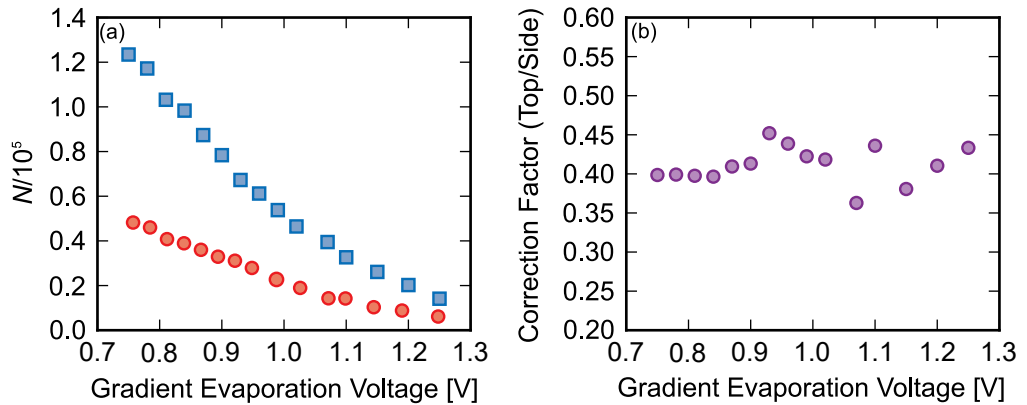 (a)
1.2
1.0
0.8
0.6
0.4
0.2
0.0
N/10⁵
0.7 0.8 0.9 1.0 1.1 1.2 1.3
Gradient Evaporation Voltage [V]
(b)
0.60
0.55
0.50
0.45
0.40
0.35
0.30
0.25
0.20
Correction Factor (Top/Side)
0.7 0.8 0.9 1.0 1.1 1.2 1.3
Gradient Evaporation Voltage [V]